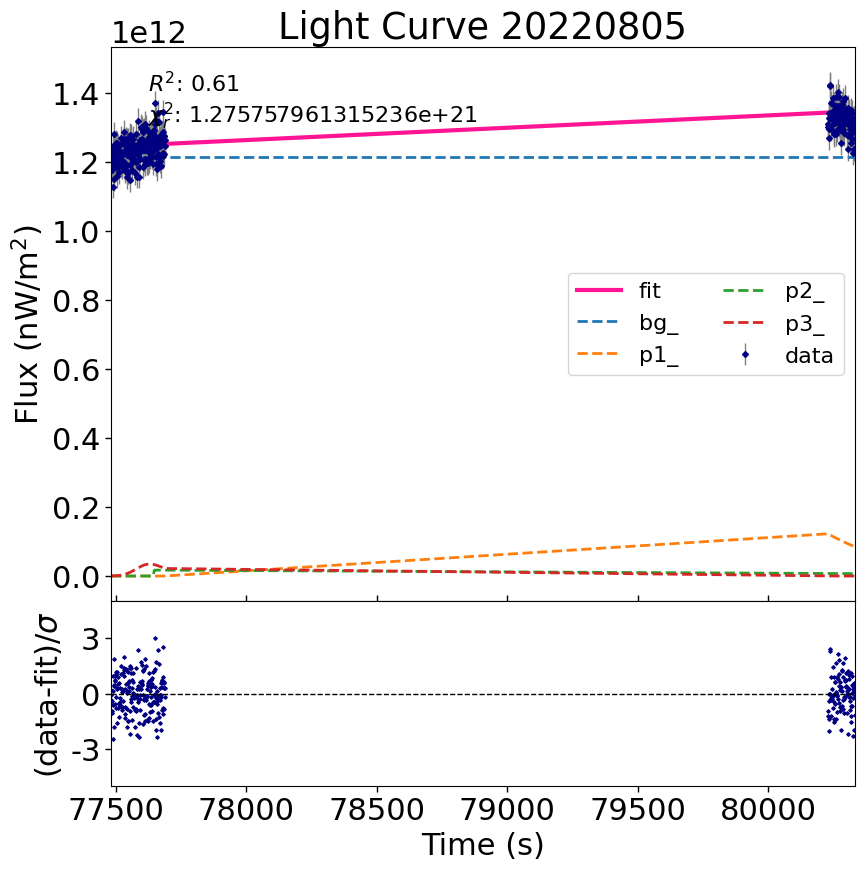 Light Curve 20220805
1e12
R²: 0.61
χ²ᵣ: 1.275757961315236e+21
Flux (nW/m²)
1.4
1.2
1.0
0.8
0.6
0.4
0.2
0.0
fit
bg_
p1_
p2_
p3_
data
(data-fit)/σ
3
0
-3
77500 78000 78500 79000 79500 80000
Time (s)